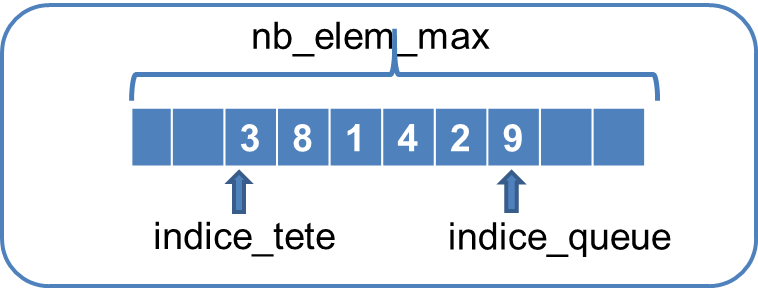 nb_elem_max
3 8 1 4 2 9
indice_tete indice_queue